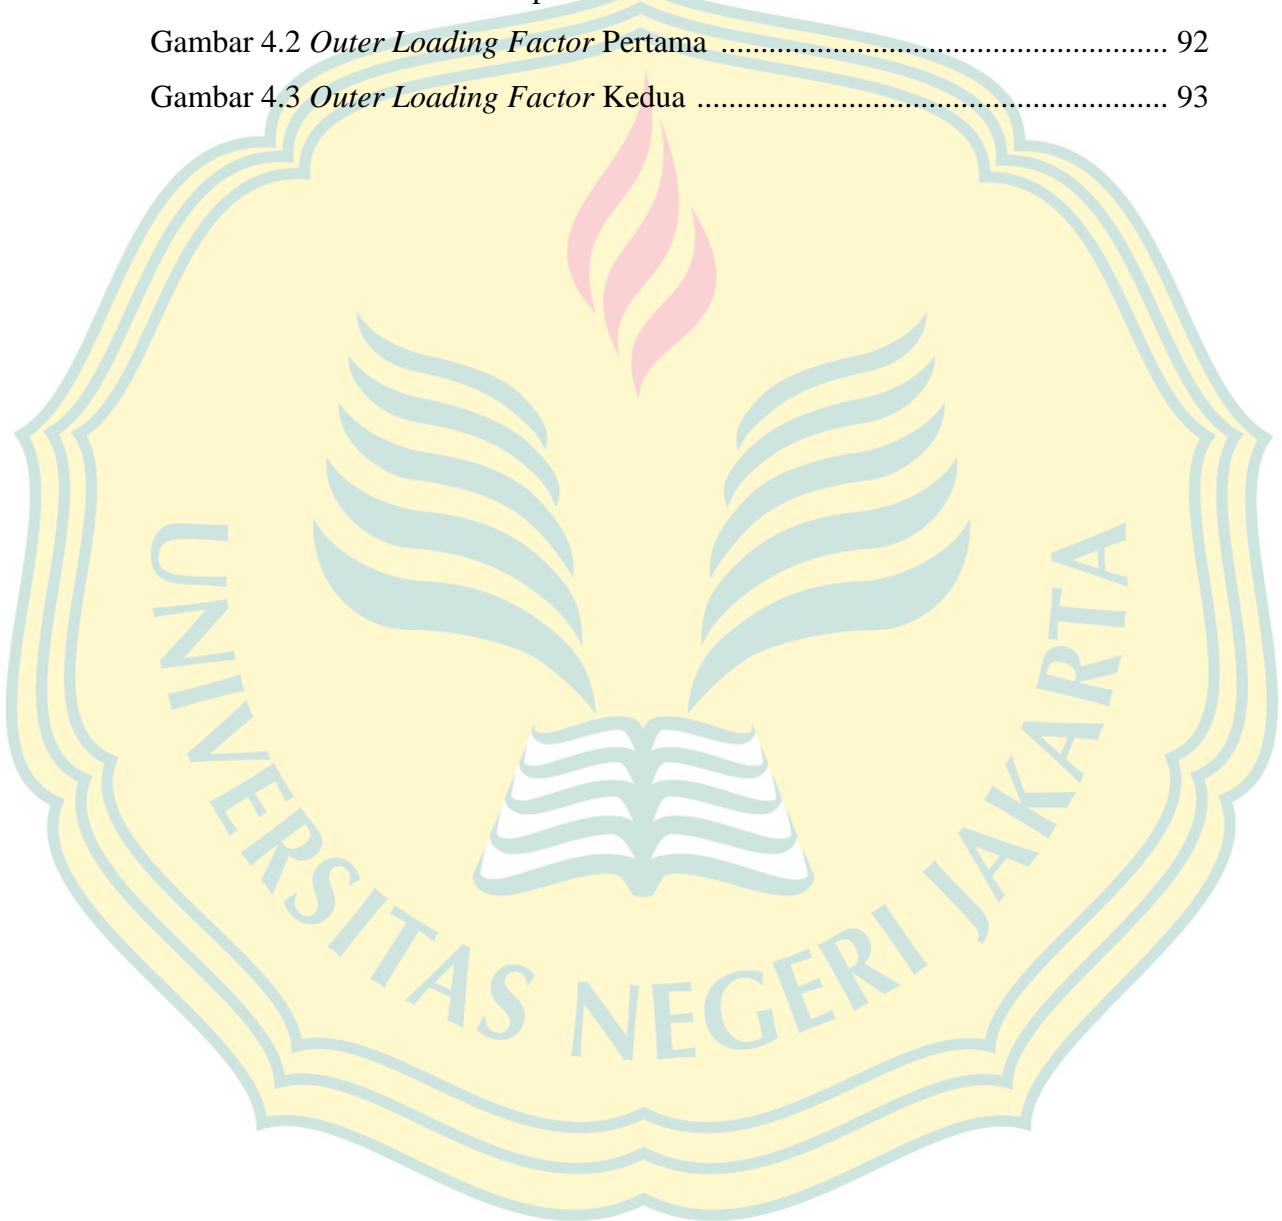 Gambar 4.2 Outer Loading Factor Pertama ................................................... 92
Gambar 4.3 Outer Loading Factor Kedua ...................................................... 93
UNIVERSITAS NEGERI JAKARTA